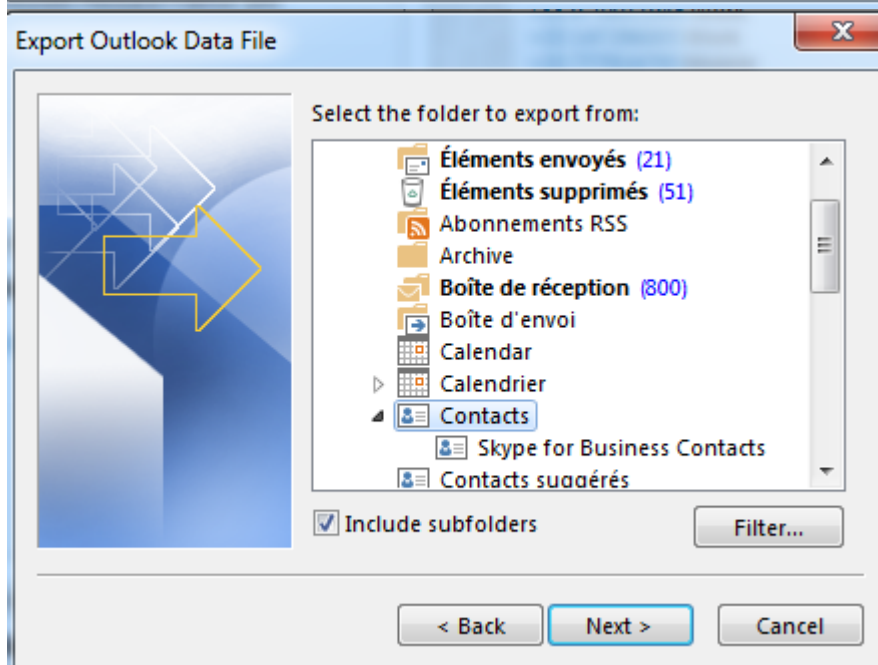 Export Outlook Data File
Select the folder to export from:
Éléments envoyés (21)
Éléments supprimés (51)
Abonnements RSS
Archive
Boîte de réception (800)
Boîte d'envoi
Calendar
Calendrier
Contacts
Skype for Business Contacts
Contacts suggérés
Include subfolders
Filter...
< Back
Next >
Cancel